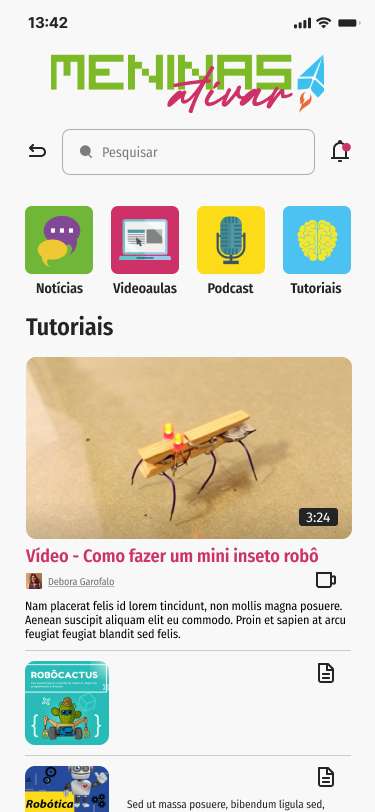 13:42
MENINAS
ativar
Pesquisar
Notícias
Videoaulas
Podcast
Tutoriais
Tutoriais
3:24
Vídeo - Como fazer um mini inseto robô
Debora Garofalo
Nam placerat felis id lorem tincidunt, non mollis magna posuere.
Aenean suscipit aliquam elit eu commodo. Proin et sapien at arcu
feugiat feugiat blandit sed felis.
ROBÔCACTUS
Robótica
Sed ut massa posuere, bibendum ligula sed,